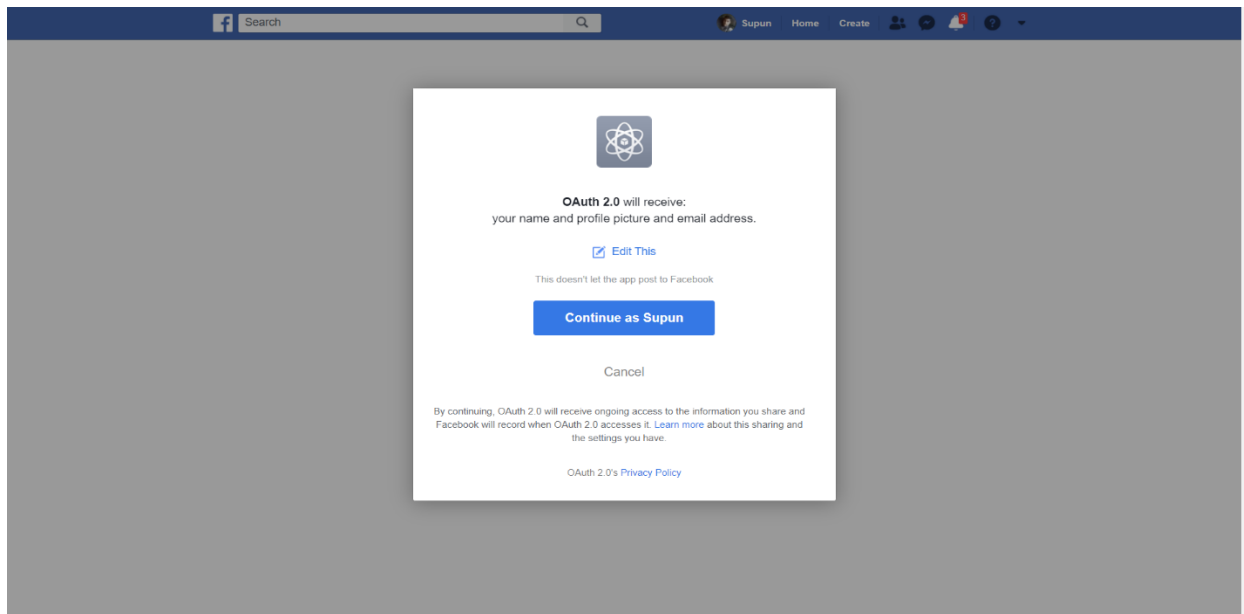 Search
Supun Home Create
3
?
OAuth 2.0 will receive:
your name and profile picture and email address.
Edit This
This doesn't let the app post to Facebook
Continue as Supun
Cancel
By continuing, OAuth 2.0 will receive ongoing access to the information you share and
Facebook will record when OAuth 2.0 accesses it. Learn more about this sharing and
the settings you have.
OAuth 2.0's Privacy Policy